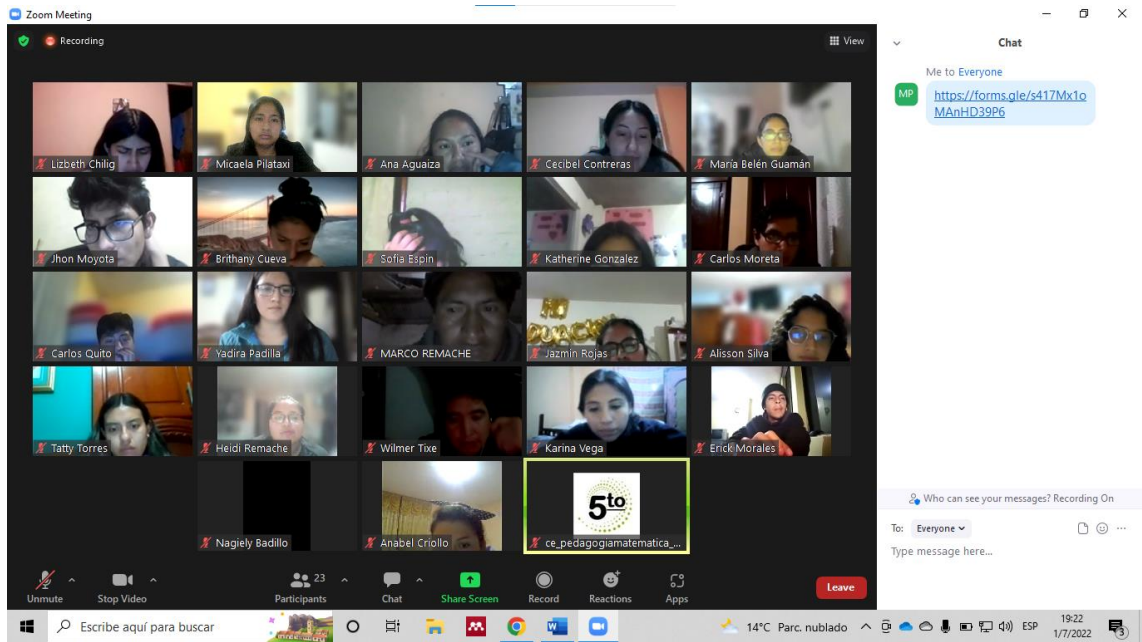 Zoom Meeting
Recording
View
Lizbeth Chilig
Micaela Pilataxi
Ana Aguaiza
Cecibel Contreras
María Belén Guamán
Jhon Moyota
Brithany Cueva
Sofia Espin
Katherine Gonzalez
Carlos Moreta
Carlos Quito
Yadira Padilla
MARCO REMACHE
Jazmin Rojas
Alisson Silva
Tatty Torres
Heidi Remache
Wilmer Tixe
Karina Vega
Erick Morales
Nagiely Badillo
Anabel Criollo
5to
ce_pedagogiamatematica_...
Unmute
Stop Video
23
Participants
Chat
Share Screen
Record
Reactions
Apps
Leave
Chat
Me to Everyone
MP
https://forms.gle/s417Mx1o
MAnHD39P6
Who can see your messages? Recording On
To: Everyone
Type message here...
Escribe aquí para buscar
14°C Parc. nublado
ESP
19:22
1/7/2022
3